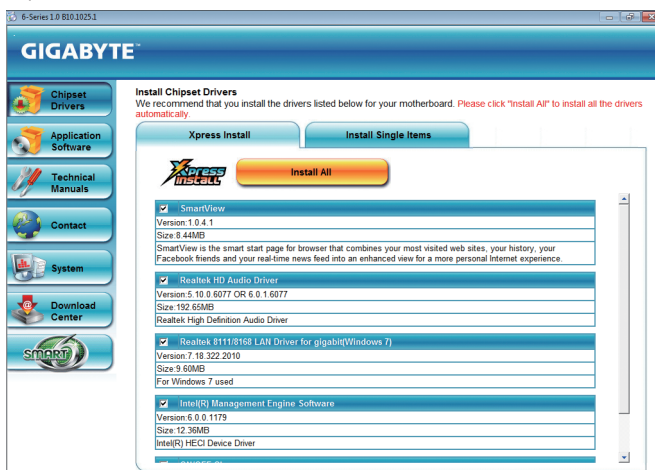 6-Series 1.0 B10.1025.1
GIGABYTE™
Chipset
Drivers
Application
Software
Technical
Manuals
Contact
System
Download
Center
SMART6
Install Chipset Drivers
We recommend that you install the drivers listed below for your motherboard. Please click "Install All" to install all the drivers
automatically.
Xpress Install
Install Single Items
Xpress
INSTALL
Install All
SmartView
Version:1.0.4.1
Size:8.44MB
SmartView is the smart start page for browser that combines your most visited web sites, your history, your
Facebook friends and your real-time news feed into an enhanced view for a more personal Internet experience.
Realtek HD Audio Driver
Version:5.10.0.6077 OR 6.0.1.6077
Size:192.65MB
Realtek High Definition Audio Driver
Realtek 8111/8168 LAN Driver for gigabit(Windows 7)
Version:7.18.322.2010
Size:9.60MB
For Windows 7 used
Intel(R) Management Engine Software
Version:6.0.0.1179
Size:12.36MB
Intel(R) HECI Device Driver